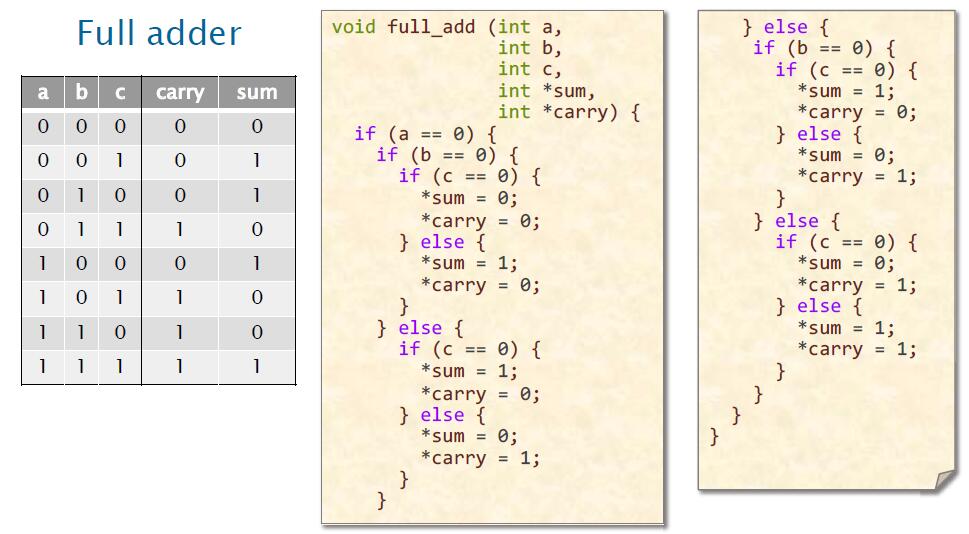 Full adder
a b c carry sum
0 0 0 0 0
0 0 1 0 1
0 1 0 0 1
0 1 1 1 0
1 0 0 0 1
1 0 1 1 0
1 1 0 1 0
1 1 1 1 1
void full_add (int a,
int b,
int c,
int *sum,
int *carry) {
if (a == 0) {
if (b == 0) {
if (c == 0) {
*sum = 0;
*carry = 0;
} else {
*sum = 1;
*carry = 0;
}
} else {
if (c == 0) {
*sum = 1;
*carry = 0;
} else {
*sum = 0;
*carry = 1;
}
}
} else {
if (b == 0) {
if (c == 0) {
*sum = 1;
*carry = 0;
} else {
*sum = 0;
*carry = 1;
}
} else {
if (c == 0) {
*sum = 0;
*carry = 1;
} else {
*sum = 1;
*carry = 1;
}
}
}
}